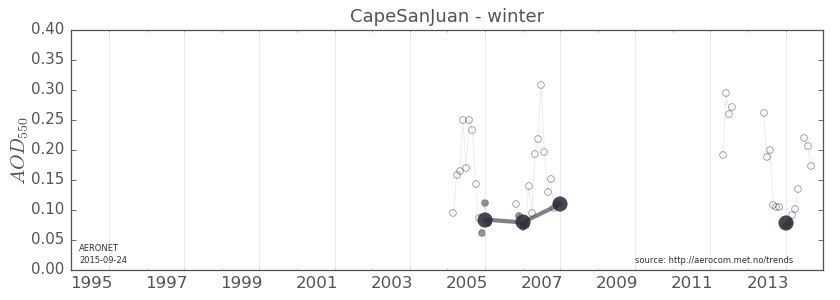 CapeSanJuan - winter
0.40
0.35
0.30
0.25
0.20
0.15
0.10
0.05
0.00
AOD550
AERONET
2015-09-24
source: http://aerocom.met.no/trends
1995 1997 1999 2001 2003 2005 2007 2009 2011 2013